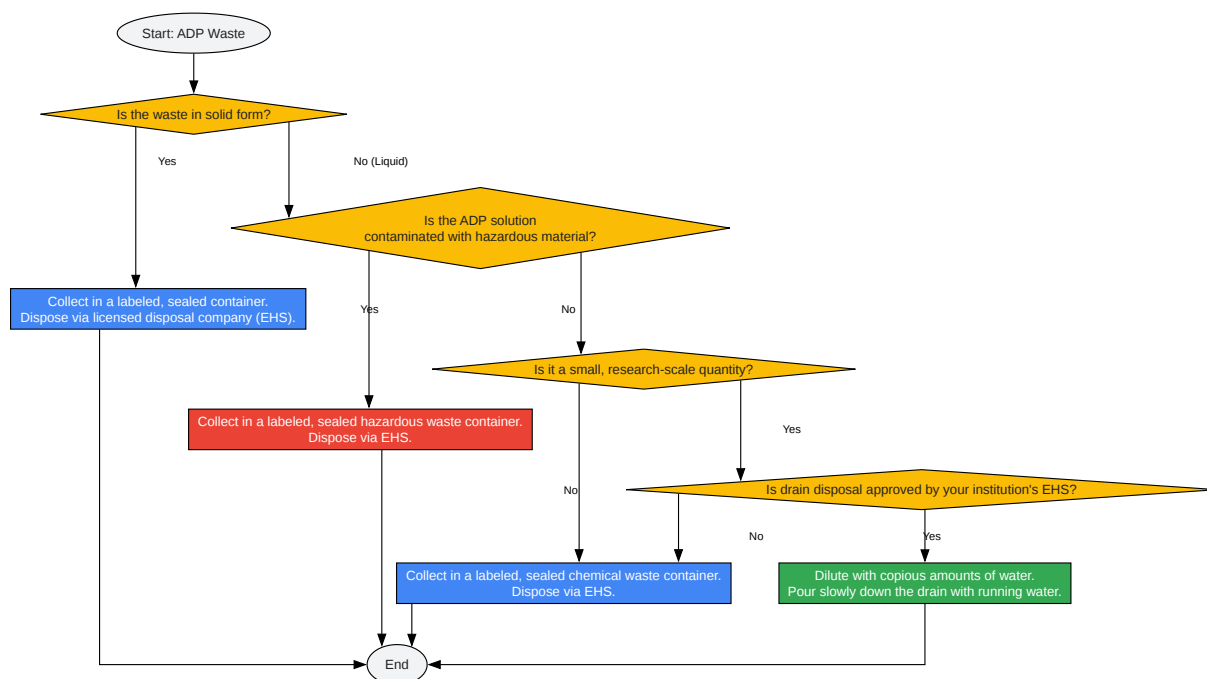 Start: ADP Waste
Is the waste in solid form?
Yes
No (Liquid)
Is the ADP solution
contaminated with hazardous material?
Collect in a labeled, sealed container.
Dispose via licensed disposal company (EHS).
Yes
No
Is it a small, research-scale quantity?
Collect in a labeled, sealed hazardous waste container.
Dispose via EHS.
Yes
No
Is drain disposal approved by your institution's EHS?
No
Yes
Collect in a labeled, sealed chemical waste container.
Dispose via EHS.
Dilute with copious amounts of water.
Pour slowly down the drain with running water.
End